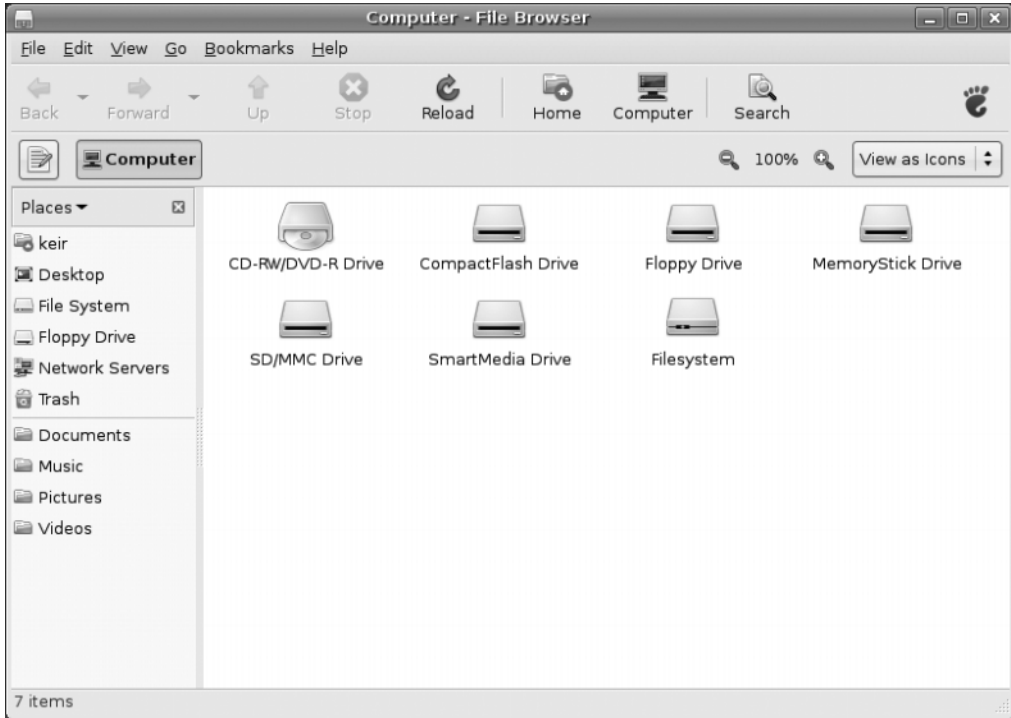 Computer - File Browser
File Edit View Go Bookmarks Help
Back Forward Up Stop Reload Home Computer Search
Computer 100% View as Icons
Places
keir
Desktop
File System
Floppy Drive
Network Servers
Trash
Documents
Music
Pictures
Videos
CD-RW/DVD-R Drive CompactFlash Drive Floppy Drive MemoryStick Drive
SD/MMC Drive SmartMedia Drive Filesystem
7 items